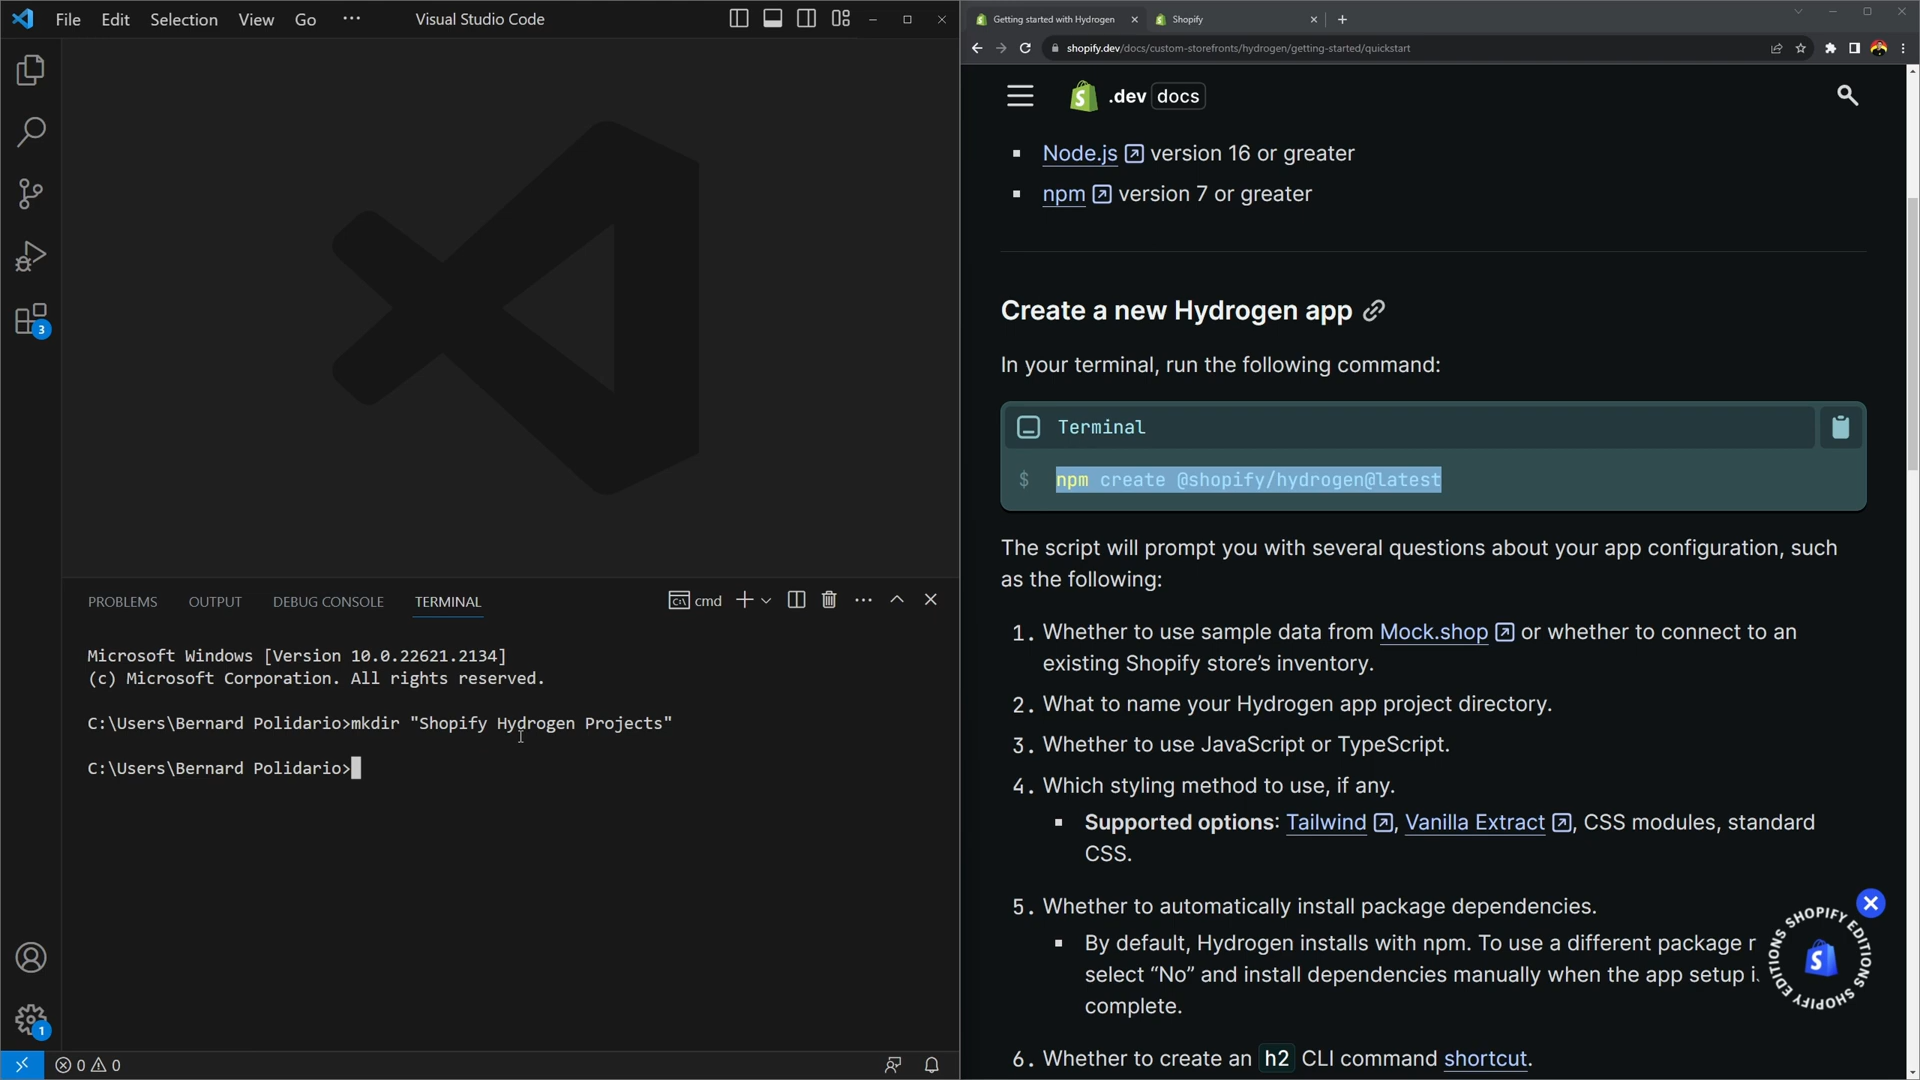 File Edit Selection View Go ··· Visual Studio Code
3
PROBLEMS OUTPUT DEBUG CONSOLE TERMINAL cmd
Microsoft Windows [Version 10.0.22621.2134]
(c) Microsoft Corporation. All rights reserved.
C:\Users\Bernard Polidario>mkdir "Shopify Hydrogen Projects"
C:\Users\Bernard Polidario>
1
0 0
Getting started with Hydrogen Shopify
shopify.dev/docs/custom-storefronts/hydrogen/getting-started/quickstart
.dev docs
Node.js version 16 or greater
npm version 7 or greater
Create a new Hydrogen app
In your terminal, run the following command:
Terminal
$ npm create @shopify/hydrogen@latest
The script will prompt you with several questions about your app configuration, such
as the following:
1. Whether to use sample data from Mock.shop or whether to connect to an
existing Shopify store's inventory.
2. What to name your Hydrogen app project directory.
3. Whether to use JavaScript or TypeScript.
4. Which styling method to use, if any.
Supported options: Tailwind , Vanilla Extract , CSS modules, standard
CSS.
5. Whether to automatically install package dependencies.
By default, Hydrogen installs with npm. To use a different package
select “No” and install dependencies manually when the app setup
complete.
6. Whether to create an h2 CLI command shortcut.
SHOPIFY EDITIONS SHOPIFY EDITIONS